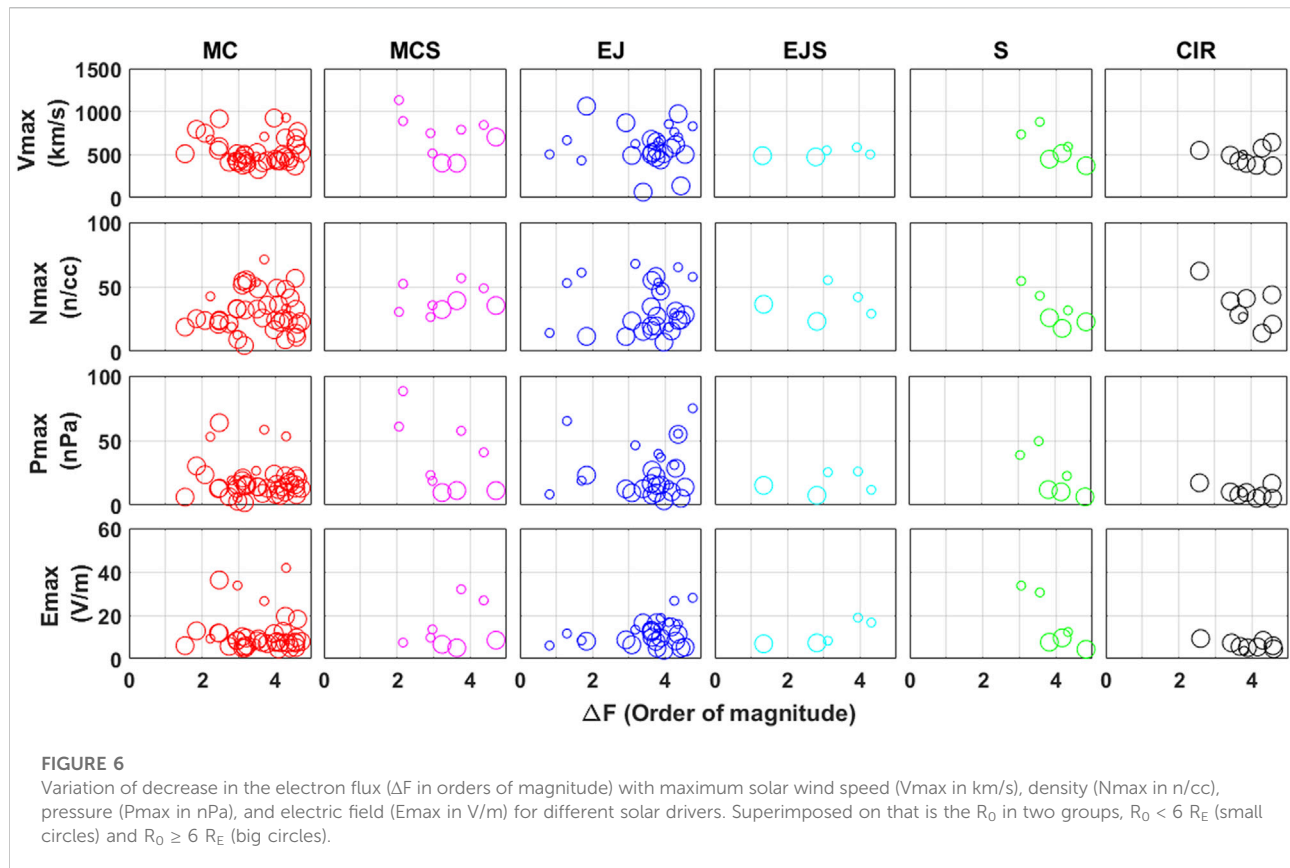 MC MCS EJ EJS S CIR
Vmax
(km/s)
1500
1000
500
0
Nmax
(n/cc)
100
50
0
Pmax
(nPa)
100
50
0
Emax
(V/m)
60
40
20
0
0 2 4 0 2 4 0 2 4 0 2 4 0 2 4 0 2 4
ΔF (Order of magnitude)
FIGURE 6
Variation of decrease in the electron flux (ΔF in orders of magnitude) with maximum solar wind speed (Vmax in km/s), density (Nmax in n/cc),
pressure (Pmax in nPa), and electric field (Emax in V/m) for different solar drivers. Superimposed on that is the R₀ in two groups, R₀ < 6 R_E (small
circles) and R₀ ≥ 6 R_E (big circles).